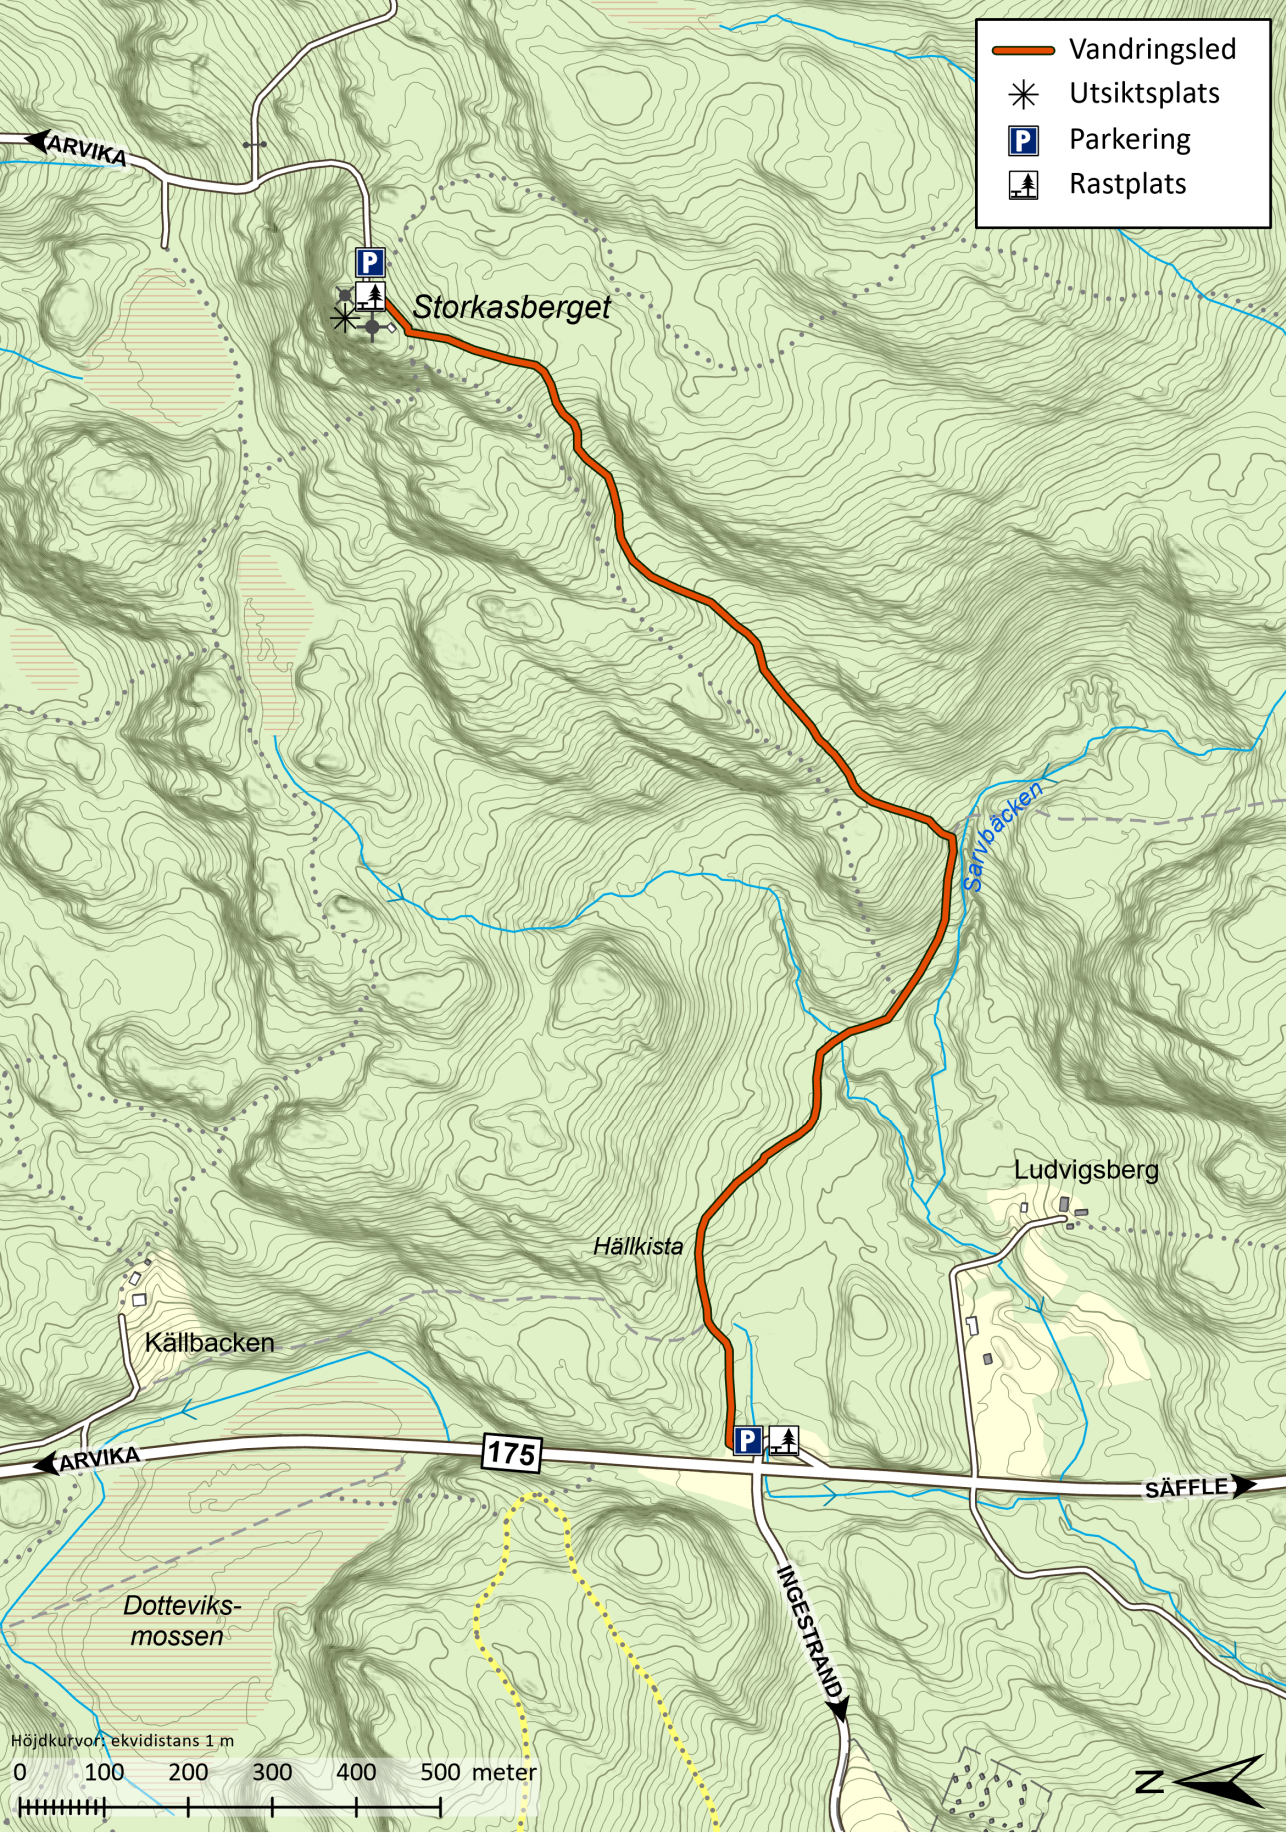 Vandringsled
Utsiktsplats
P Parkering
Rastplats
ARVIKA
P
Storkasberget
Sarvbäcken
Ludvigsberg
Hällkista
Källbacken
P
175
ARVIKA
SÄFFLE
INGESTRAND
Dotteviks-
mossen
Höjdkurvor: ekvidistans 1 m
0 100 200 300 400 500 meter
N